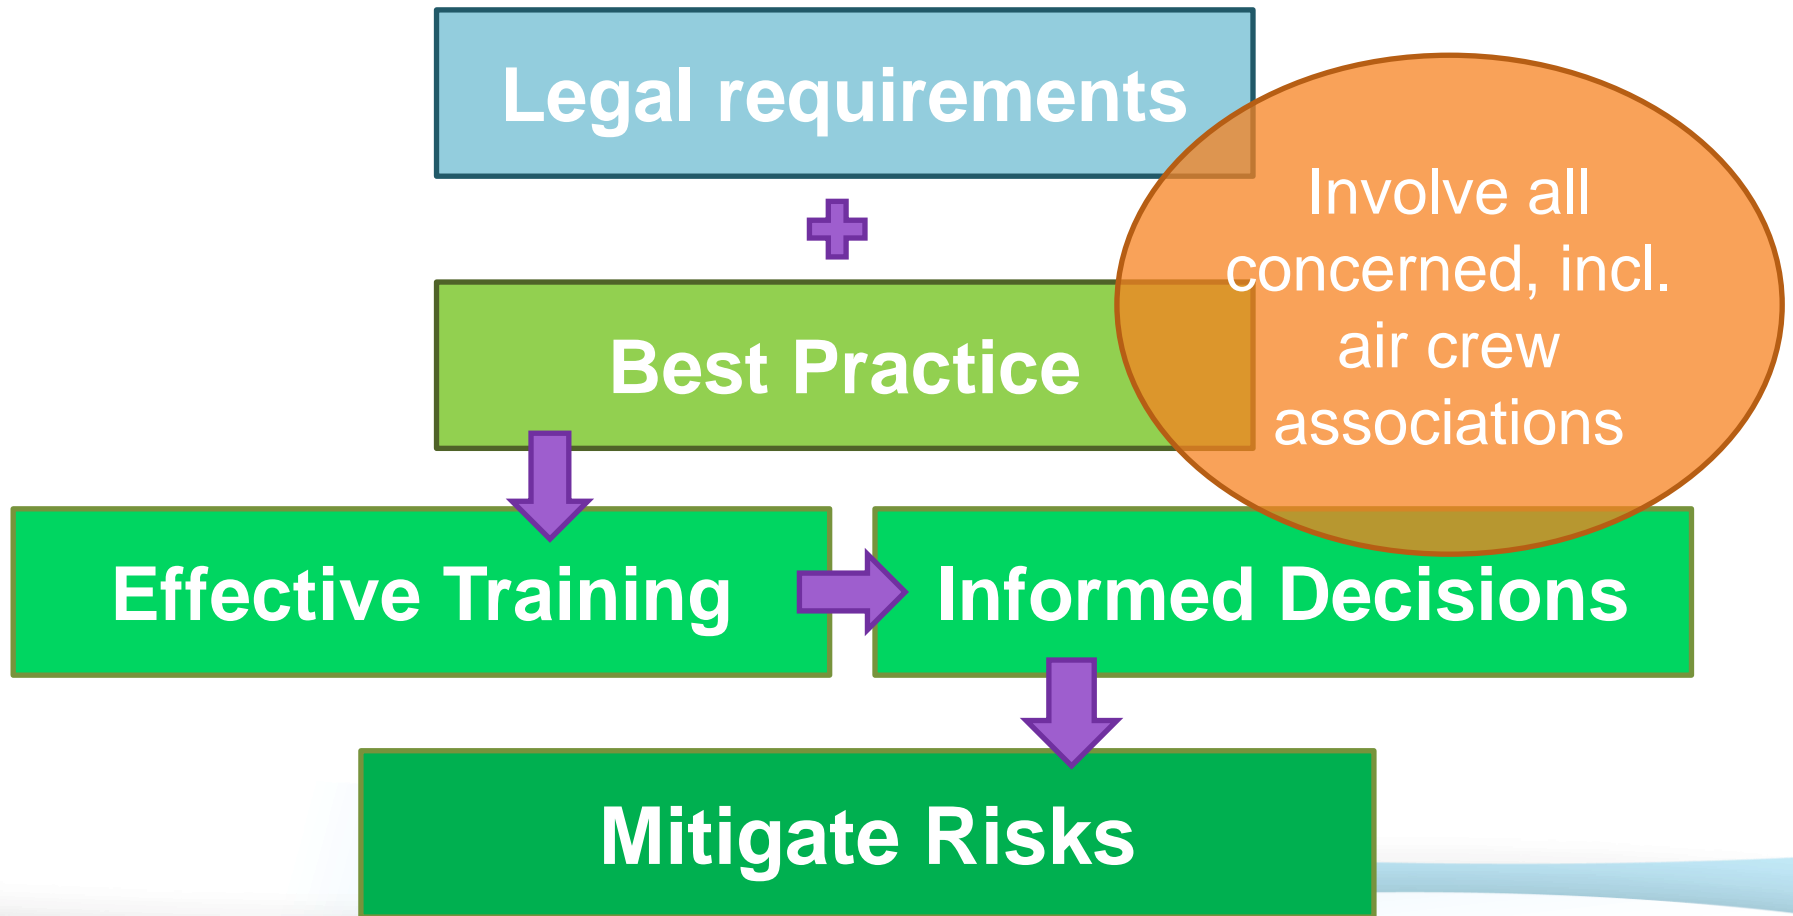 Legal requirements
Best Practice
Involve all
concerned, incl.
air crew
associations
Effective Training
Informed Decisions
Mitigate Risks